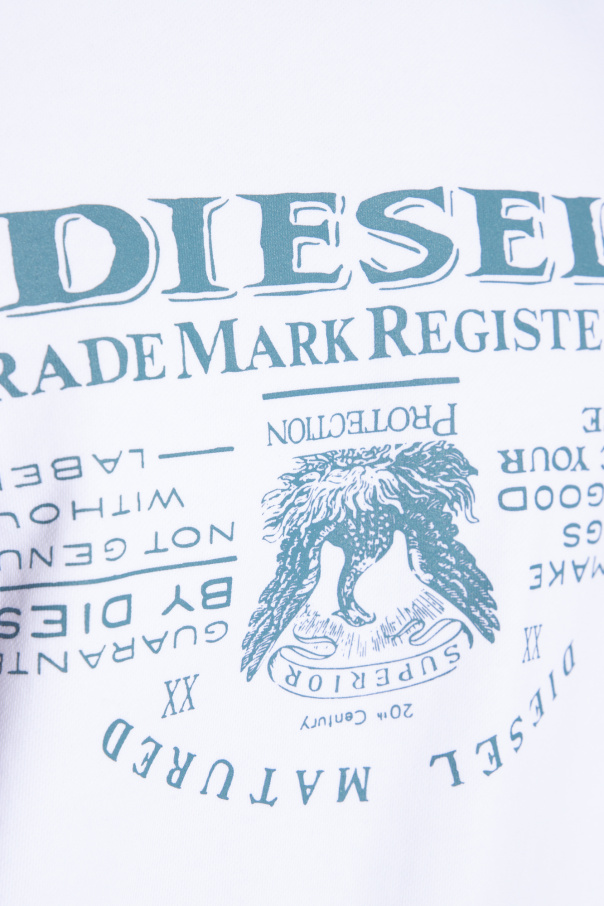 DIESEL
RADE MARK REGISTE
DIESEL MATURED
20th Century
SUPERIOR
XX
XX
MAKE
GS
GOOD
YOUR
PROTECTION
GUARANTE
BY DIES
NOT GENU
WITHOU
LABE